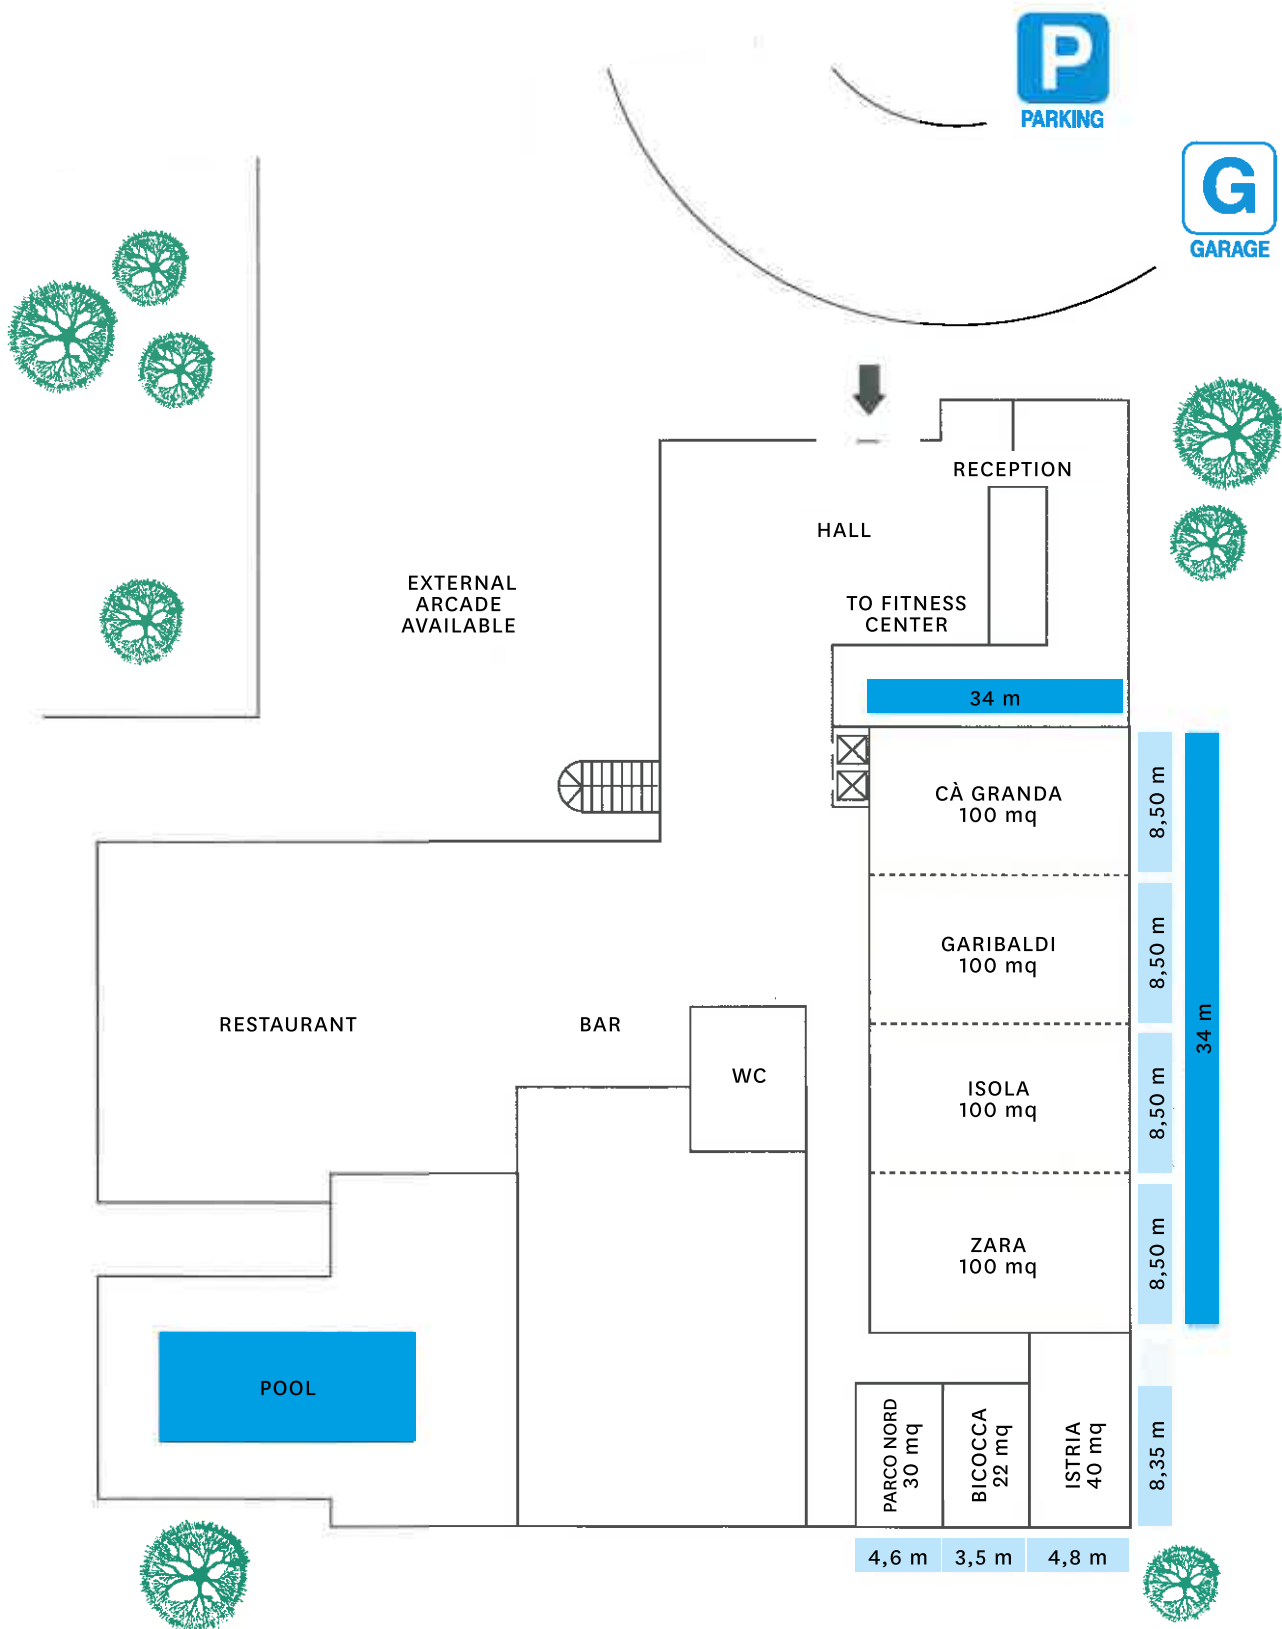 P
PARKING
G
GARAGE
RECEPTION
HALL
EXTERNAL
ARCADE
AVAILABLE
TO FITNESS
CENTER
34 m
CÀ GRANDA
100 mq
8,50 m
GARIBALDI
100 mq
8,50 m
34 m
RESTAURANT
BAR
WC
ISOLA
100 mq
8,50 m
ZARA
100 mq
8,50 m
POOL
PARCO NORD
30 mq
BICOCCA
22 mq
ISTRIA
40 mq
8,35 m
4,6 m
3,5 m
4,8 m